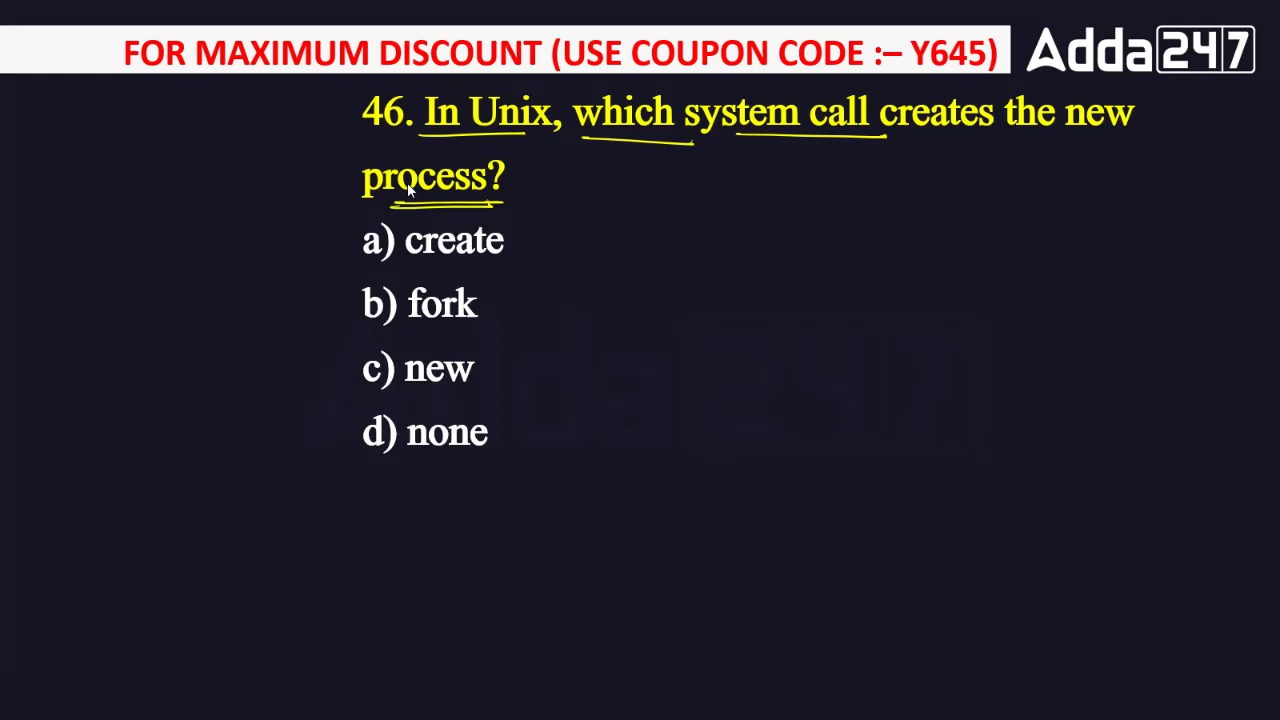 FOR MAXIMUM DISCOUNT (USE COUPON CODE :– Y645)
Adda247
46. In Unix, which system call creates the new
process?
a) create
b) fork
c) new
d) none
Adda247